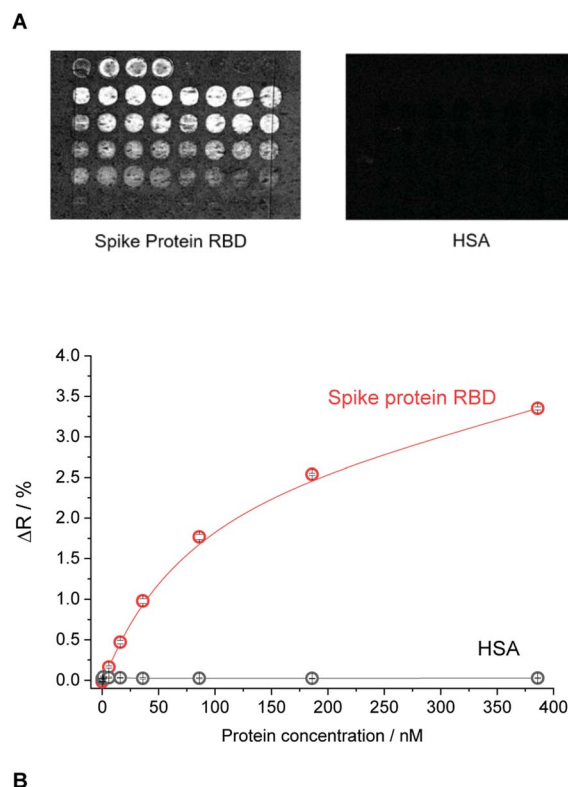 A
Spike Protein RBD
HSA
4.0
3.5
3.0
2.5
2.0
1.5
1.0
0.5
0.0
ΔR / %
Spike protein RBD
HSA
0
50
100
150
200
250
300
350
400
Protein concentration / nM
B